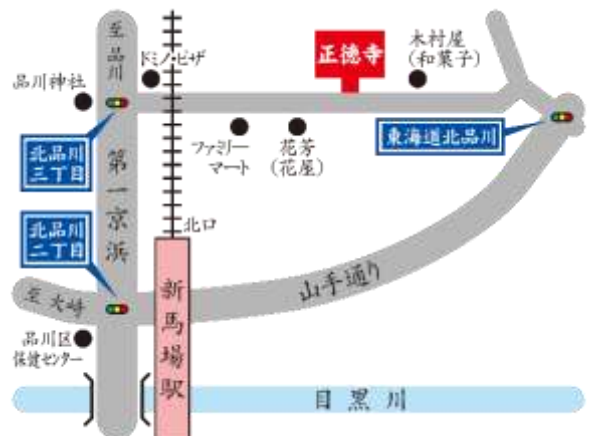 至品川
ドミノ・ピザ
正徳寺
木村屋
(和菓子)
品川神社
北品川
三丁目
ファミリー
マート
花芳
(花屋)
東海道北品川
第一京浜
北品川
二丁目
北口
新馬場駅
山手通り
至大崎
品川区
保健センター
目黒川